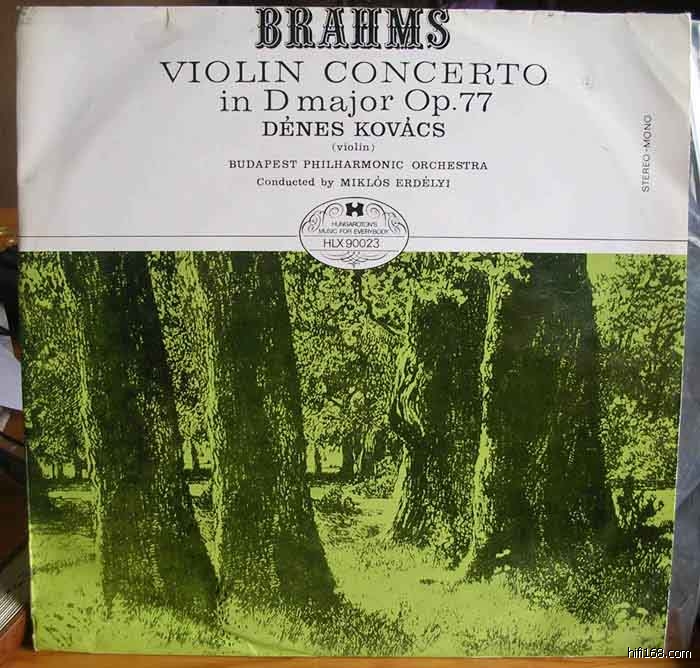 BRAHMS
VIOLIN CONCERTO
in D major Op.77
DÉNES KOVÁCS
(violin)
BUDAPEST PHILHARMONIC ORCHESTRA
Conducted by MIKLÓS ERDÉLYI
STEREO-MONO
H
HUNGAROTON'S
MUSIC FOR EVERYBODY
HLX 90023
hifi168.com